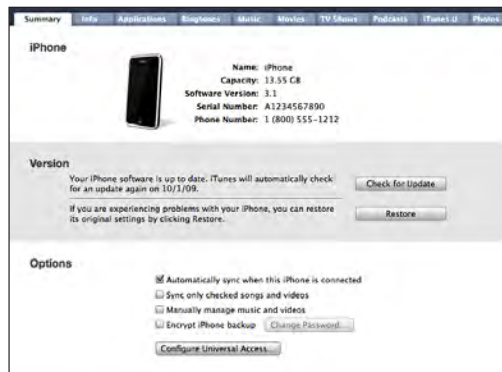 Summary Info Applications Ringtones Music Movies TV Shows Podcasts iTunes U Photos
iPhone
Name: iPhone
Capacity: 13.55 GB
Software Version: 3.1
Serial Number: A1234567890
Phone Number: 1 (800) 555-1212
Version
Your iPhone software is up to date. iTunes will automatically check
for an update again on 10/1/09.
Check for Update
If you are experiencing problems with your iPhone, you can restore
its original settings by clicking Restore.
Restore
Options
Automatically sync when this iPhone is connected
Sync only checked songs and videos
Manually manage music and videos
Encrypt iPhone backup Change Password...
Configure Universal Access...